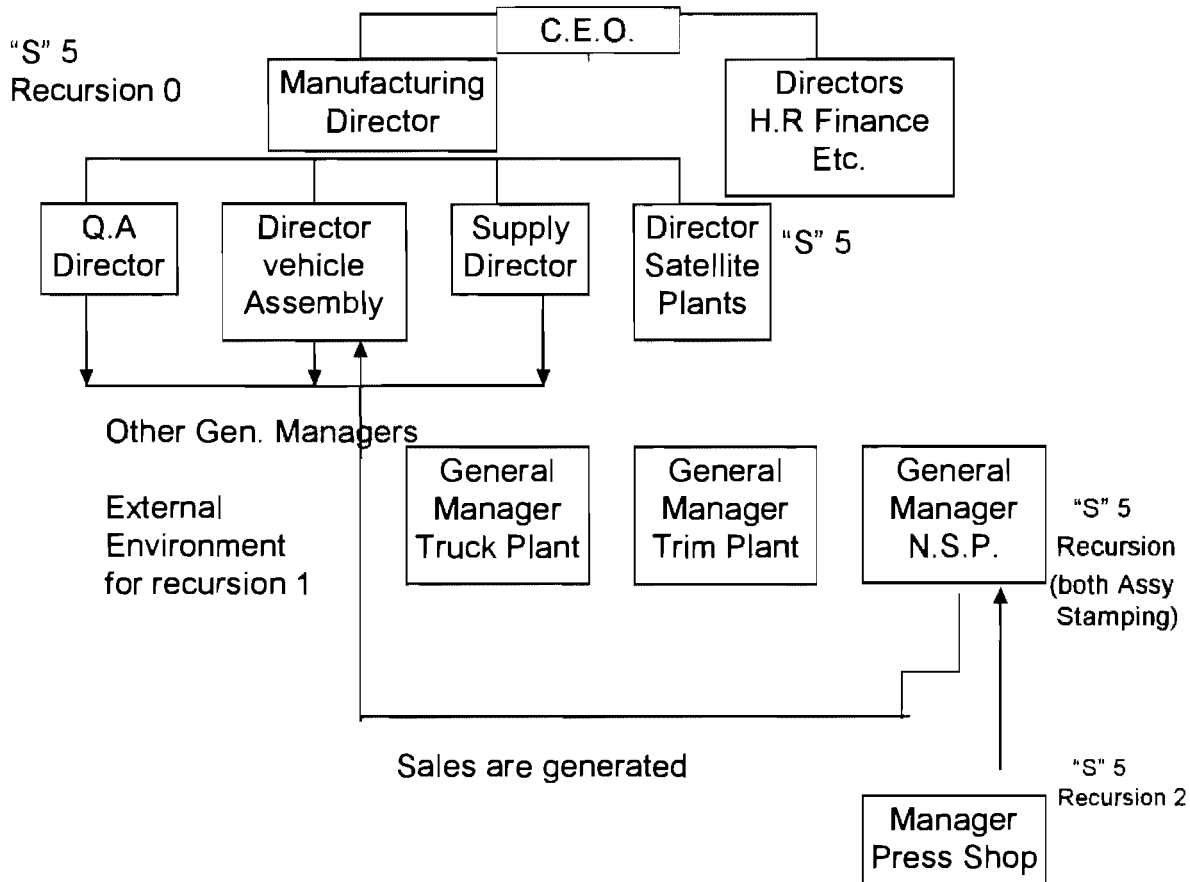 C.E.O.
"S" 5
Recursion 0
Manufacturing
Director
Directors
H.R Finance
Etc.
Q.A
Director
Director
vehicle
Assembly
Supply
Director
Director
Satellite
Plants
"S" 5
Other Gen. Managers
External
Environment
for recursion 1
General
Manager
Truck Plant
General
Manager
Trim Plant
General
Manager
N.S.P.
"S" 5
Recursion
(both Assy
Stamping)
Sales are generated
"S" 5
Recursion 2
Manager
Press Shop